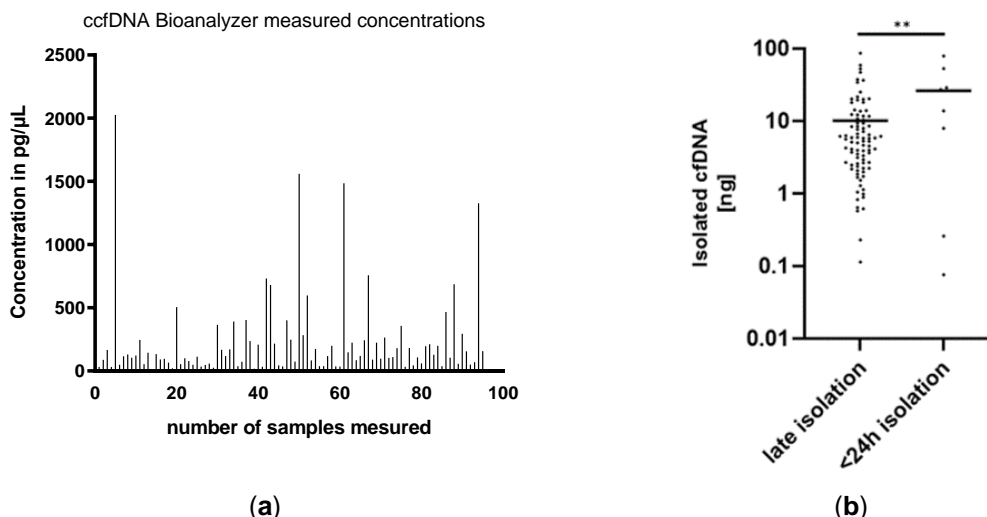 ccfDNA Bioanalyzer measured concentrations
Concentration in pg/µL
2500
2000
1500
1000
500
0
0 20 40 60 80 100
number of samples mesured
(a)
**
Isolated cfDNA
[ng]
100
10
1
0.1
0.01
late isolation
<24h isolation
(b)